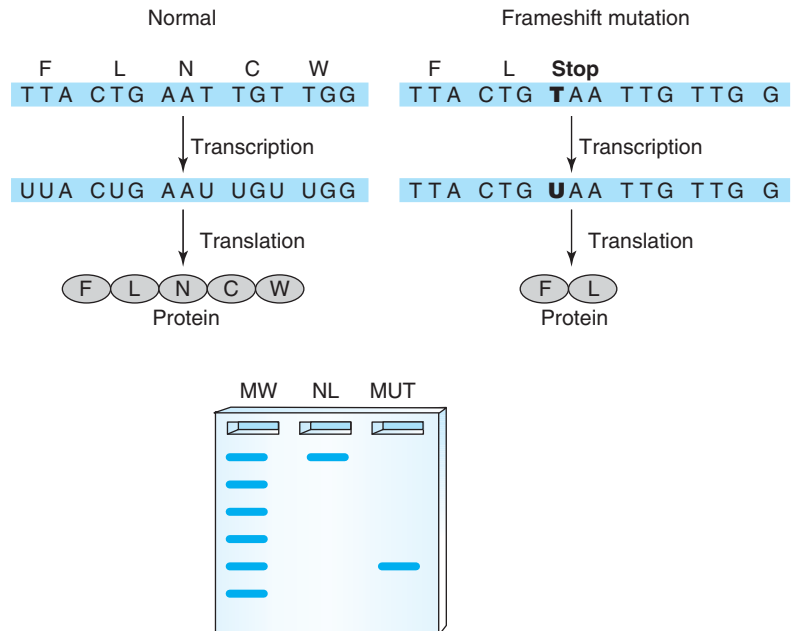 Normal
F L N C W
TTA CTG AAT TGT TGG
Transcription
UUA CUG AAU UGU UGG
Translation
F L N C W
Protein
Frameshift mutation
F L Stop
TTA CTG TAA TTG TTG G
Transcription
TTA CTG UAA TTG TTG G
Translation
F L
Protein
MW NL MUT